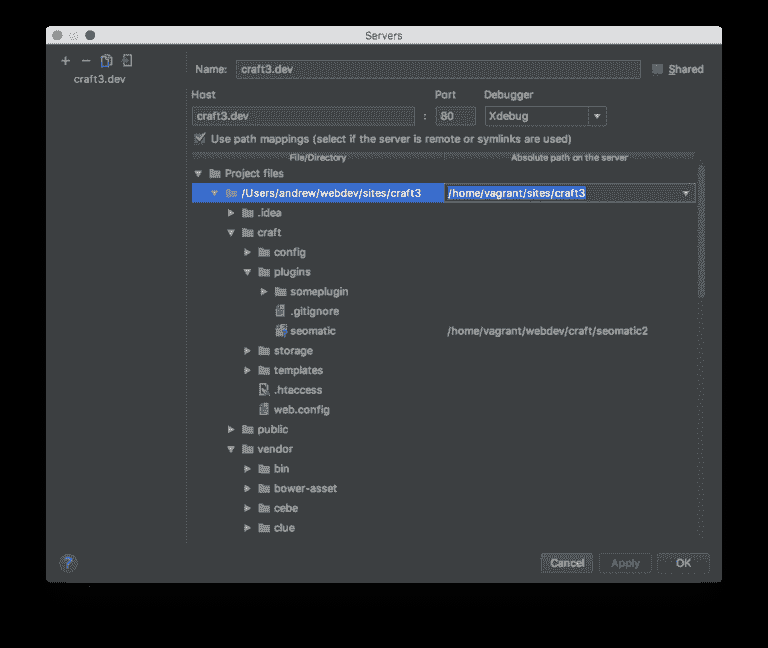 Servers
craft3.dev
Name: craft3.dev Shared
Host Port Debugger
craft3.dev : 80 Xdebug
Use path mappings (select if the server is remote or symlinks are used)
File/Directory Absolute path on the server
Project files
/Users/andrew/webdev/sites/craft3 /home/vagrant/sites/craft3
.idea
craft
config
plugins
someplugin
.gitignore
seomatic /home/vagrant/webdev/craft/seomatic2
storage
templates
.htaccess
web.config
public
vendor
bin
bower-asset
cebe
clue
? Cancel Apply OK